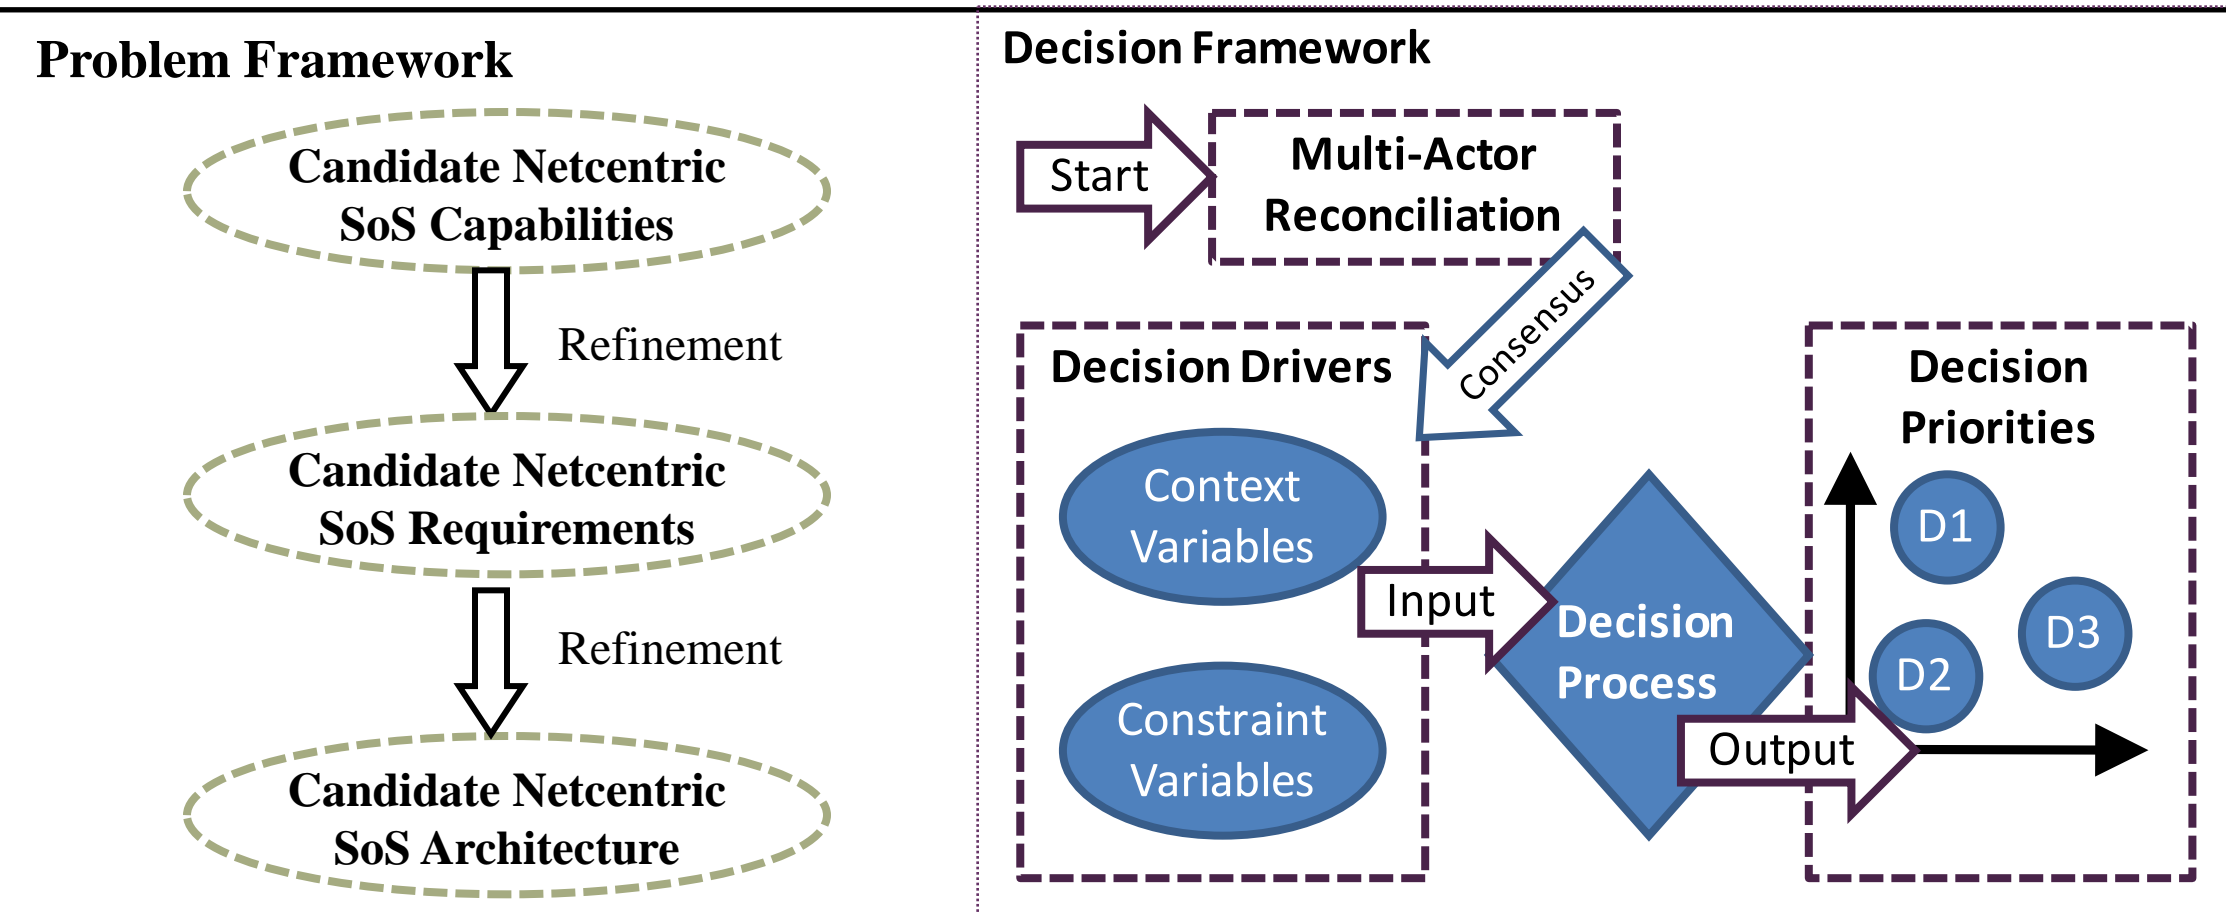 Problem Framework
Candidate Netcentric
SoS Capabilities
Refinement
Candidate Netcentric
SoS Requirements
Refinement
Candidate Netcentric
SoS Architecture
Decision Framework
Start
Multi-Actor
Reconciliation
Consensus
Decision Drivers
Context
Variables
Constraint
Variables
Input
Decision
Process
Output
Decision
Priorities
D1
D3
D2